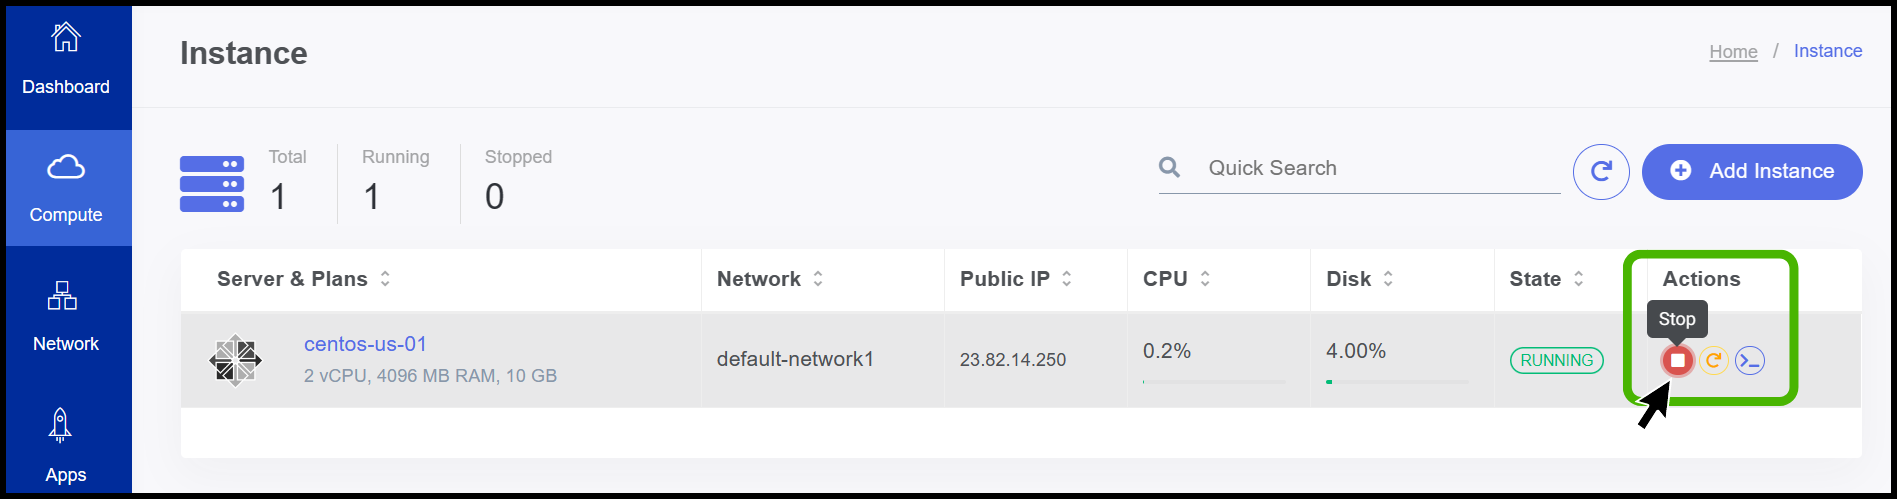 Dashboard
Compute
Network
Apps
Instance
Home / Instance
Total
1
Running
1
Stopped
0
Quick Search
Add Instance
Server & Plans Network Public IP CPU Disk State Actions
Stop
centos-us-01
2 vCPU, 4096 MB RAM, 10 GB
default-network1
23.82.14.250
0.2%
4.00%
RUNNING